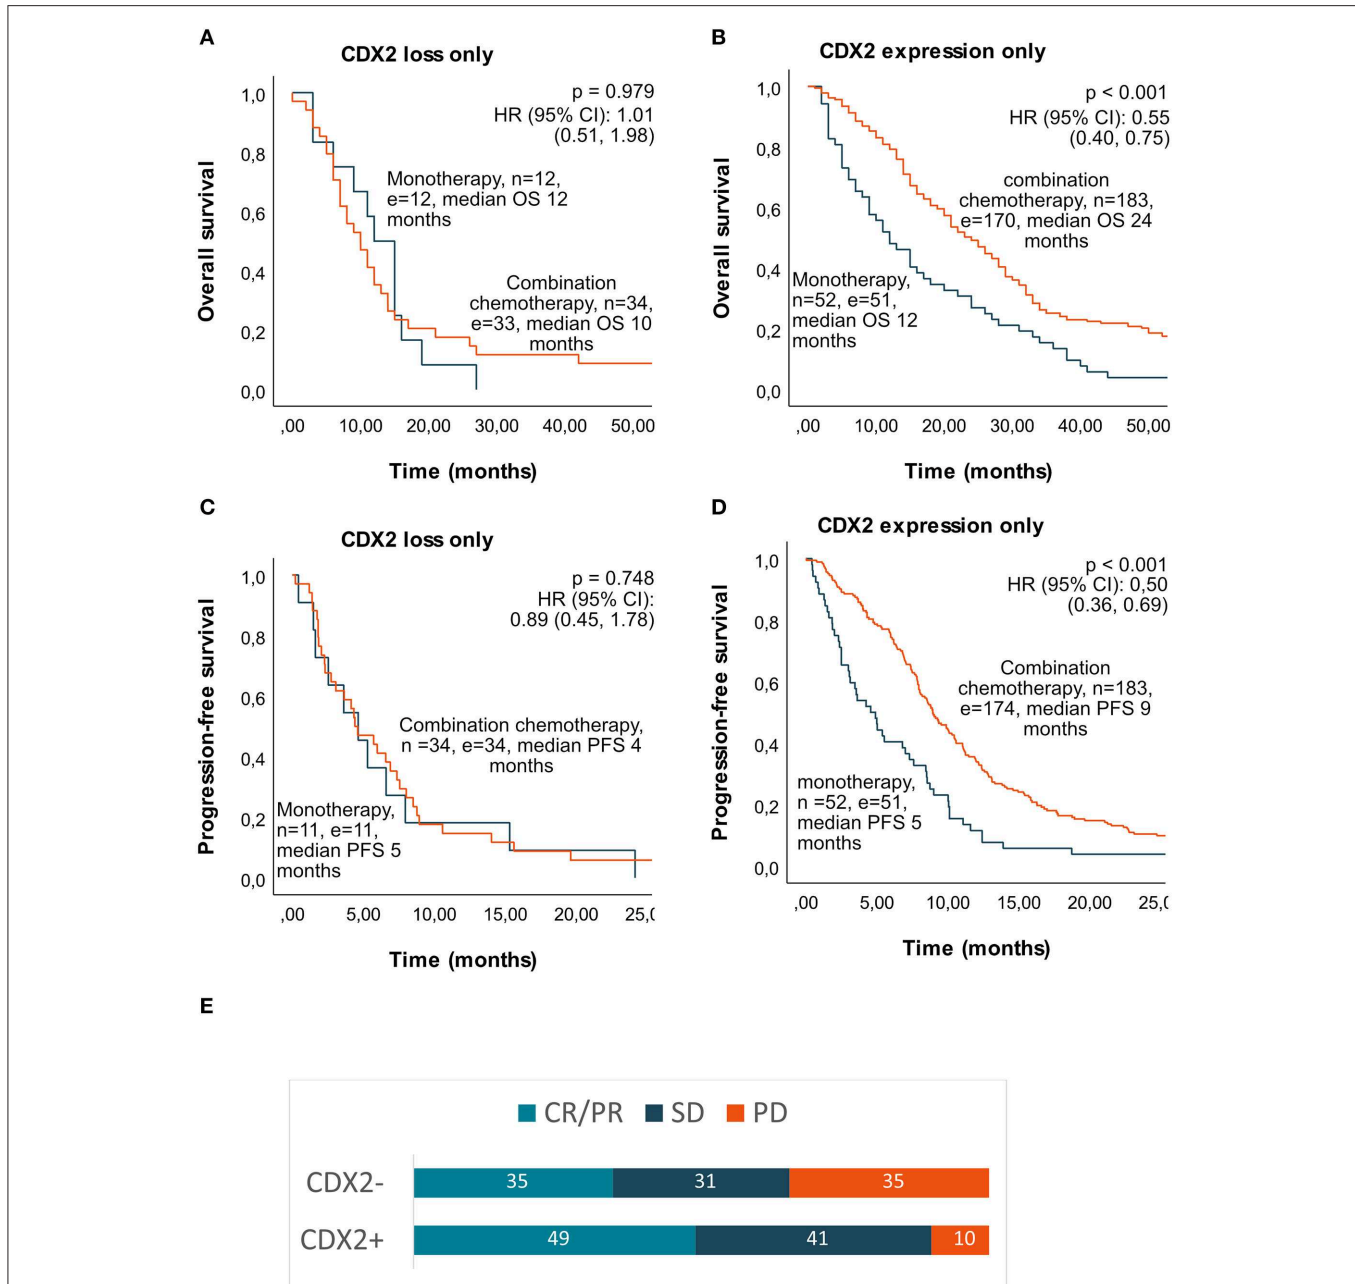 A
CDX2 loss only
p = 0.979
HR (95% CI): 1.01
(0.51, 1.98)
Monotherapy, n=12,
e=12, median OS 12
months
Combination
chemotherapy, n=34,
e=33, median OS 10
months
Overall survival
1,0
0,8
0,6
0,4
0,2
0,0
,00 10,00 20,00 30,00 40,00 50,00
Time (months)
B
CDX2 expression only
p < 0.001
HR (95% CI): 0.55
(0.40, 0.75)
combination
chemotherapy, n=183,
e=170, median OS 24
months
Monotherapy,
n=52, e=51,
median OS 12
months
Overall survival
1,0
0,8
0,6
0,4
0,2
0,0
,00 10,00 20,00 30,00 40,00 50,00
Time (months)
C
CDX2 loss only
p = 0.748
HR (95% CI):
0.89 (0.45, 1.78)
Combination chemotherapy,
n =34, e=34, median PFS 4
months
Monotherapy,
n=11, e=11,
median PFS 5
months
Progression-free survival
1,0
0,8
0,6
0,4
0,2
0,0
,00 5,00 10,00 15,00 20,00 25,0
Time (months)
D
CDX2 expression only
p < 0.001
HR (95% CI): 0,50
(0.36, 0.69)
Combination
chemotherapy, n=183,
e=174, median PFS 9
months
monotherapy,
n =52, e=51,
median PFS 5
months
Progression-free survival
1,0
0,8
0,6
0,4
0,2
0,0
,00 5,00 10,00 15,00 20,00 25,0
Time (months)
E
CR/PR SD PD
CDX2- 35 31 35
CDX2+ 49 41 10